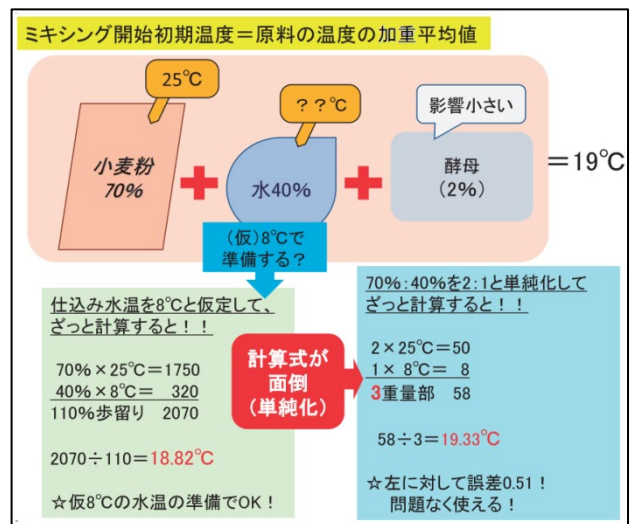 ミキシング開始初期温度＝原料の温度の加重平均値
25℃
？？℃
影響小さい
小麦粉
70%
水40%
酵母
(2%)
＝19℃
(仮)8℃で
準備する？
仕込み水温を8℃と仮定して、
ざっと計算すると！！
70%×25℃＝1750
40%×8℃＝ 320
110%歩留り 2070
2070÷110＝18.82℃
☆仮8℃の水温の準備でOK！
計算式が
面倒
(単純化)
70%：40%を2：1と単純化して
ざっと計算すると！！
2×25℃＝50
1× 8℃＝ 8
3重量部 58
58÷3＝19.33℃
☆左に対して誤差0.51！
問題なく使える！